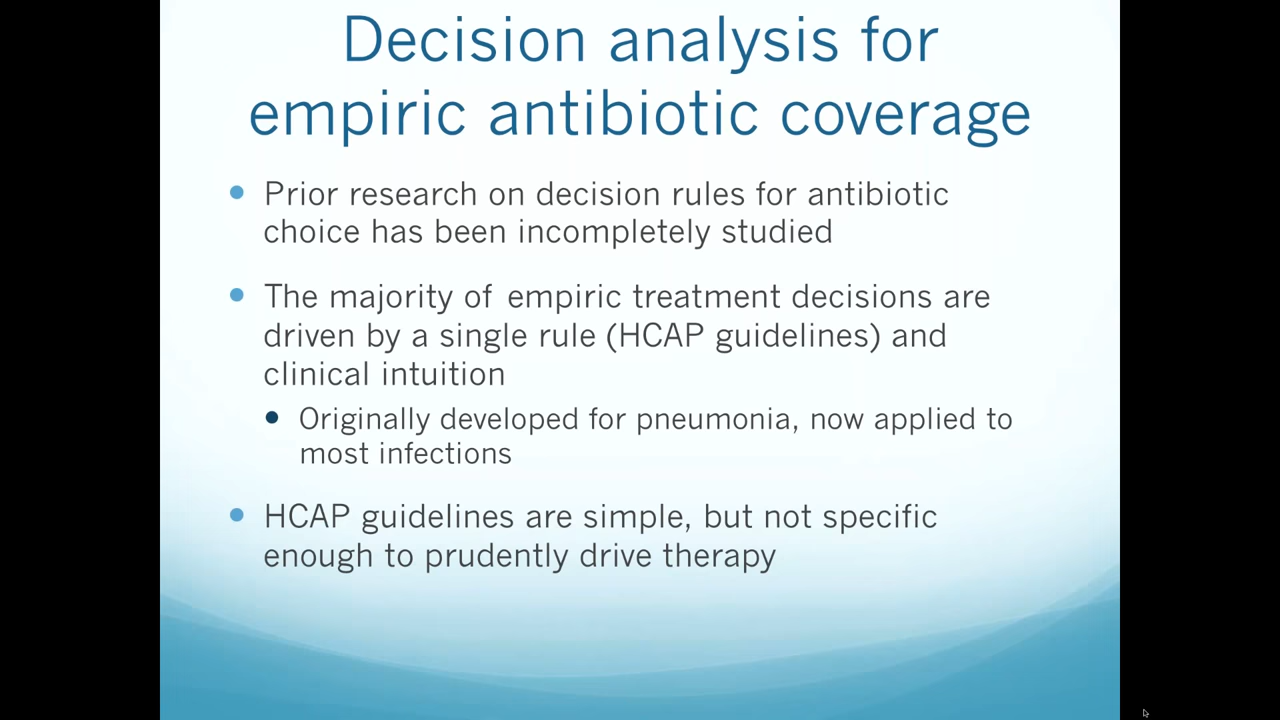 Decision analysis for
empiric antibiotic coverage
Prior research on decision rules for antibiotic
choice has been incompletely studied
The majority of empiric treatment decisions are
driven by a single rule (HCAP guidelines) and
clinical intuition
Originally developed for pneumonia, now applied to
most infections
HCAP guidelines are simple, but not specific
enough to prudently drive therapy